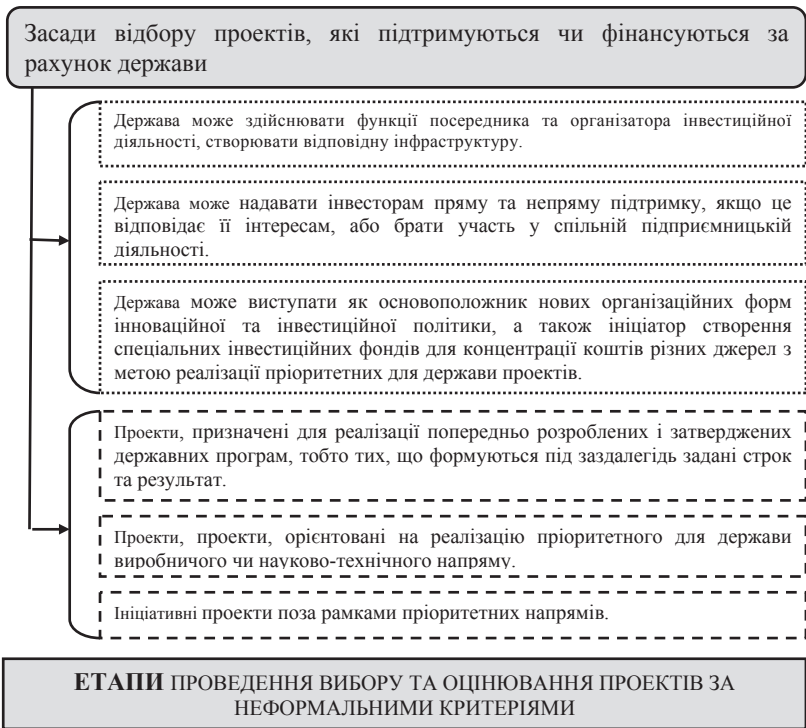 Засади відбору проектів, які підтримуються чи фінансуються за
рахунок держави
Держава може здійснювати функції посередника та організатора інвестиційної
діяльності, створювати відповідну інфраструктуру.
Держава може надавати інвесторам пряму та непряму підтримку, якщо це
відповідає її інтересам, або брати участь у спільній підприємницькій
діяльності.
Держава може виступати як основоположник нових організаційних форм
інноваційної та інвестиційної політики, а також ініціатор створення
спеціальних інвестиційних фондів для концентрації коштів різних джерел з
метою реалізації пріоритетних для держави проектів.
Проекти, призначені для реалізації попередньо розроблених і затверджених
державних програм, тобто тих, що формуються під заздалегідь задані строк
та результат.
Проекти, проекти, орієнтовані на реалізацію пріоритетного для держави
виробничого чи науково-технічного напряму.
Ініціативні проекти поза рамками пріоритетних напрямів.
ЕТАПИ ПРОВЕДЕННЯ ВИБОРУ ТА ОЦІНЮВАННЯ ПРОЕКТІВ ЗА
НЕФОРМАЛЬНИМИ КРИТЕРІЯМИ